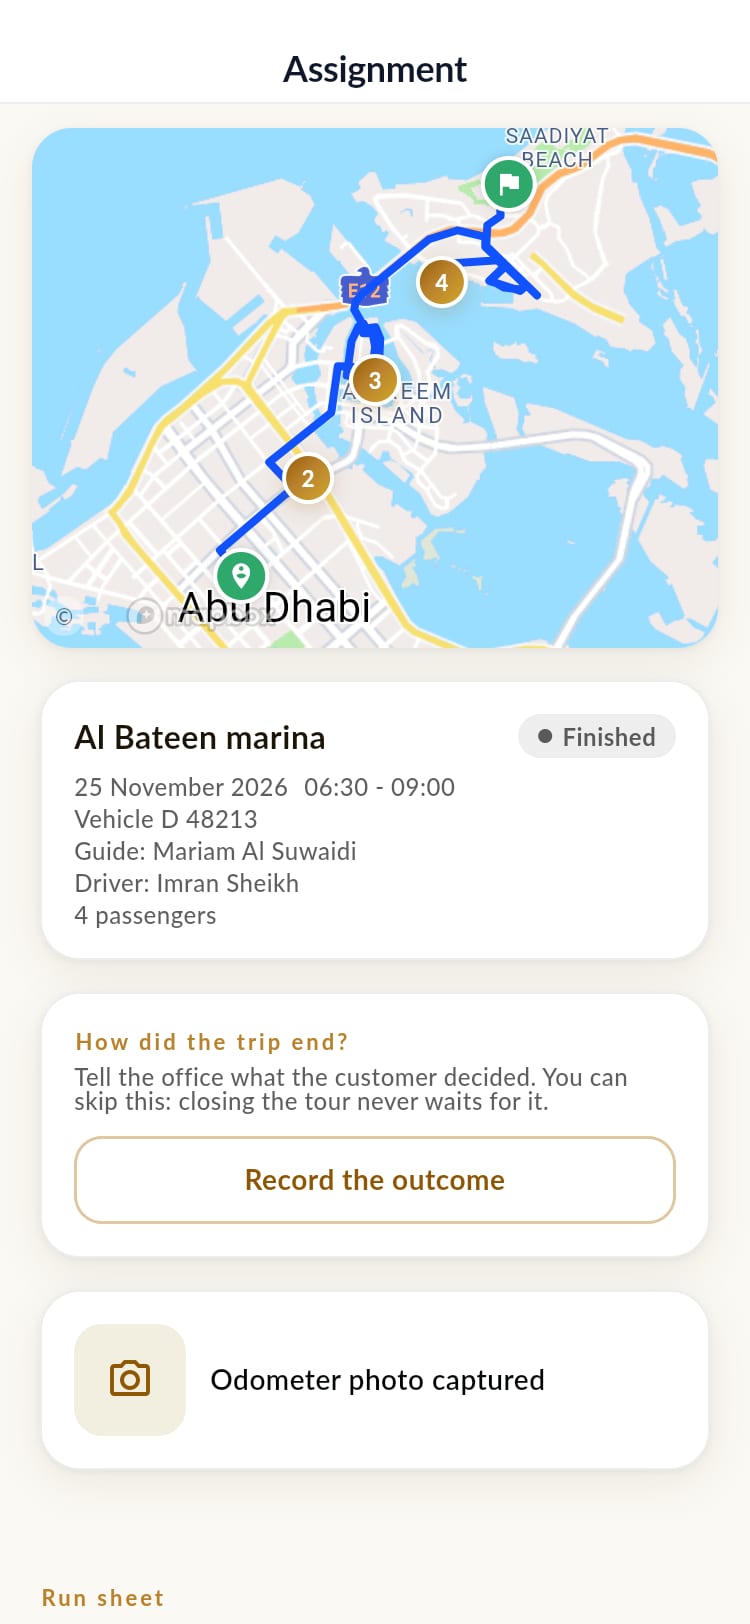 Assignment
SAADIYAT
BEACH
E12
4
3
EEM
ISLAND
2
L
Abu Dhabi
© mapbox
Al Bateen marina
Finished
25 November 2026 06:30 - 09:00
Vehicle D 48213
Guide: Mariam Al Suwaidi
Driver: Imran Sheikh
4 passengers
How did the trip end?
Tell the office what the customer decided. You can
skip this: closing the tour never waits for it.
Record the outcome
Odometer photo captured
Run sheet